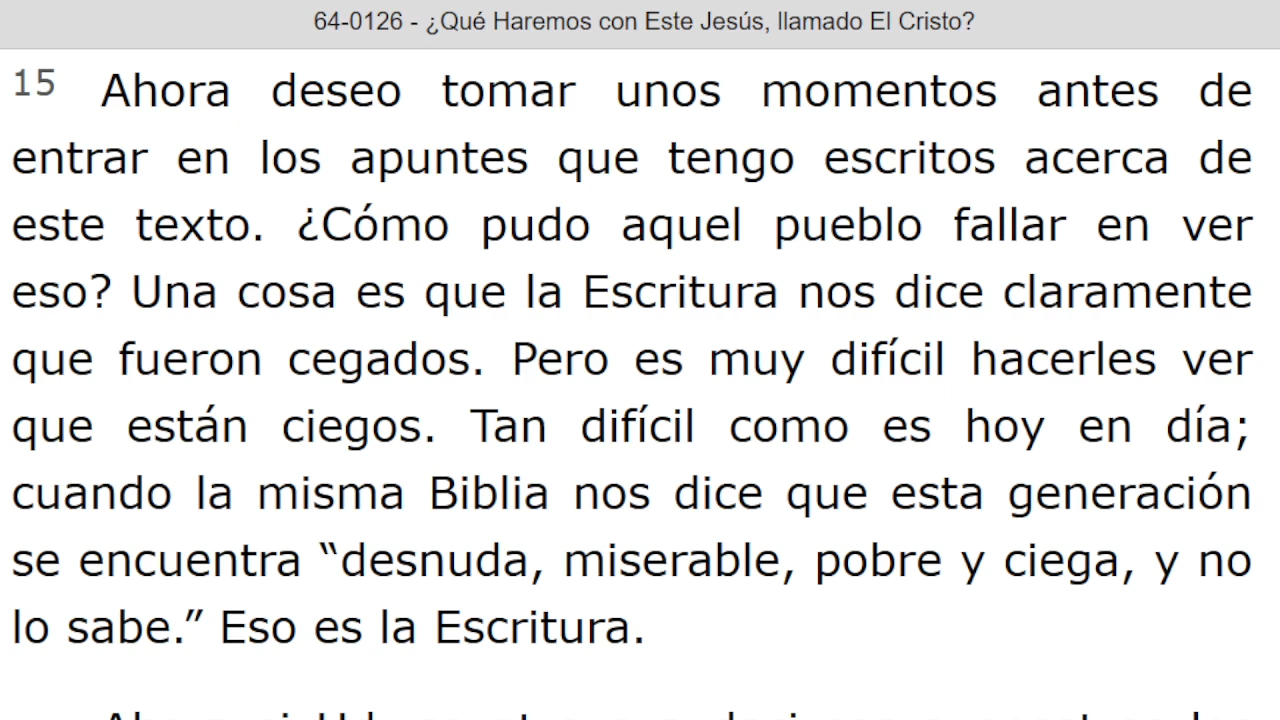 64-0126 - ¿Qué Haremos con Este Jesús, llamado El Cristo?
15 Ahora deseo tomar unos momentos antes de
entrar en los apuntes que tengo escritos acerca de
este texto. ¿Cómo pudo aquel pueblo fallar en ver
eso? Una cosa es que la Escritura nos dice claramente
que fueron cegados. Pero es muy difícil hacerles ver
que están ciegos. Tan difícil como es hoy en día;
cuando la misma Biblia nos dice que esta generación
se encuentra “desnuda, miserable, pobre y ciega, y no
lo sabe.” Eso es la Escritura.